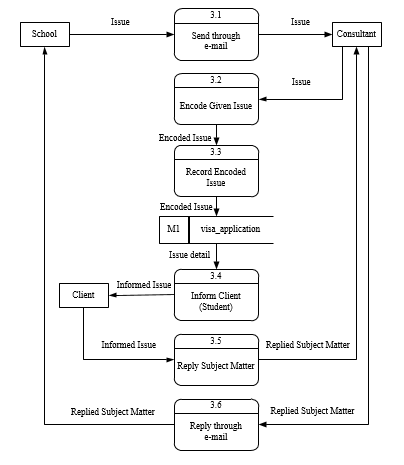 3.1
Issue
Issue
School
Send through
e-mail
Consultant
3.2
Issue
Encode Given Issue
Encoded Issue
3.3
Record Encoded
Issue
Encoded Issue
M1
visa_application
Issue detail
3.4
Informed Issue
Client
Inform Client
(Student)
3.5
Informed Issue
Replied Subject Matter
Reply Subject Matter
3.6
Replied Subject Matter
Replied Subject Matter
Reply through
e-mail